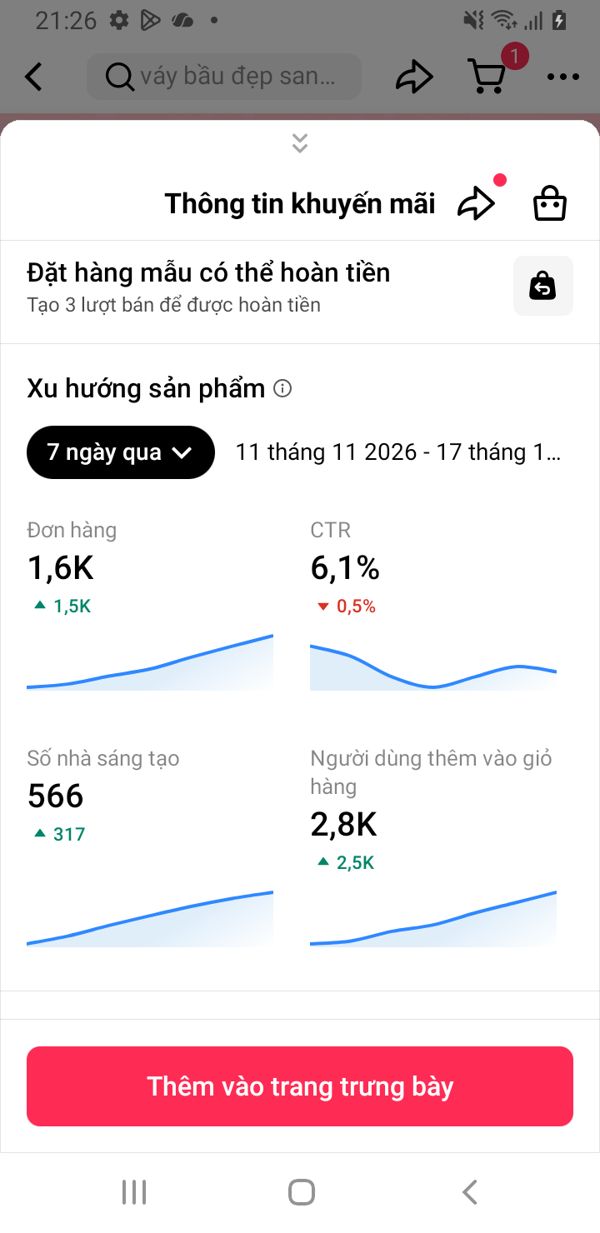 21:26
váy bầu đẹp san...
1
Thông tin khuyến mãi
Đặt hàng mẫu có thể hoàn tiền
Tạo 3 lượt bán để được hoàn tiền
Xu hướng sản phẩm
7 ngày qua
11 tháng 11 2026 - 17 tháng 1...
Đơn hàng
1,6K
1,5K
CTR
6,1%
0,5%
Số nhà sáng tạo
566
317
Người dùng thêm vào giỏ
hàng
2,8K
2,5K
Thêm vào trang trưng bày